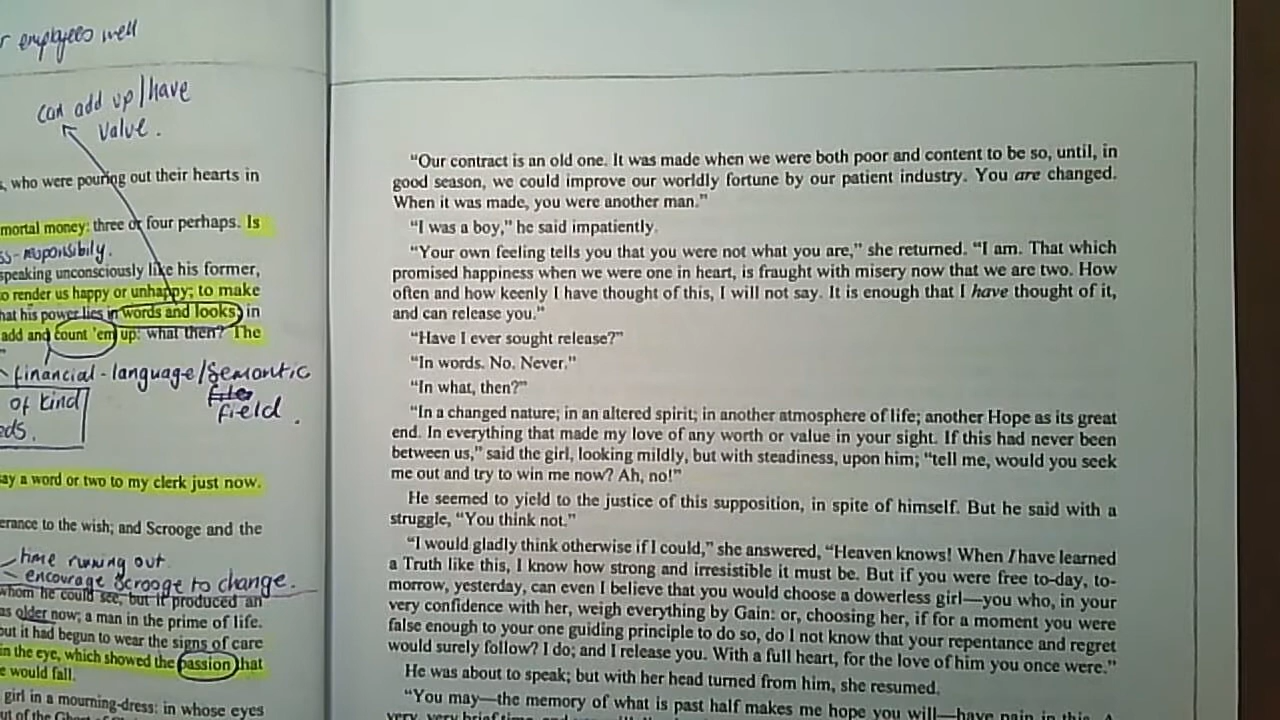 r employees well
can add up/have
value.
, who were pouring out their hearts in
mortal money: three or four perhaps. Is
ss-responsibily.
speaking unconsciously like his former,
o render us happy or unhappy; to make
hat his power lies in words and looks, in
add and count 'em up: what then? The
"
financial-language/semantic
field.
of kind
eds.
ay a word or two to my clerk just now.
erance to the wish; and Scrooge and the
time running out.
encourage Scrooge to change.
whom he could see, but it produced an
as older now; a man in the prime of life.
but it had begun to wear the signs of care
in the eye, which showed the passion that
e would fall.
girl in a mourning-dress: in whose eyes
"Our contract is an old one. It was made when we were both poor and content to be so, until, in
good season, we could improve our worldly fortune by our patient industry. You are changed.
When it was made, you were another man."
"I was a boy," he said impatiently.
"Your own feeling tells you that you were not what you are," she returned. "I am. That which
promised happiness when we were one in heart, is fraught with misery now that we are two. How
often and how keenly I have thought of this, I will not say. It is enough that I have thought of it,
and can release you."
"Have I ever sought release?"
"In words. No. Never."
"In what, then?"
"In a changed nature; in an altered spirit; in another atmosphere of life; another Hope as its great
end. In everything that made my love of any worth or value in your sight. If this had never been
between us," said the girl, looking mildly, but with steadiness, upon him; "tell me, would you seek
me out and try to win me now? Ah, no!"
He seemed to yield to the justice of this supposition, in spite of himself. But he said with a
struggle, "You think not."
"I would gladly think otherwise if I could," she answered, "Heaven knows! When I have learned
a Truth like this, I know how strong and irresistible it must be. But if you were free to-day, to-
morrow, yesterday, can even I believe that you would choose a dowerless girl—you who, in your
very confidence with her, weigh everything by Gain: or, choosing her, if for a moment you were
false enough to your one guiding principle to do so, do I not know that your repentance and regret
would surely follow? I do; and I release you. With a full heart, for the love of him you once were."
He was about to speak; but with her head turned from him, she resumed.
"You may—the memory of what is past half makes me hope you will—have pain in this. A